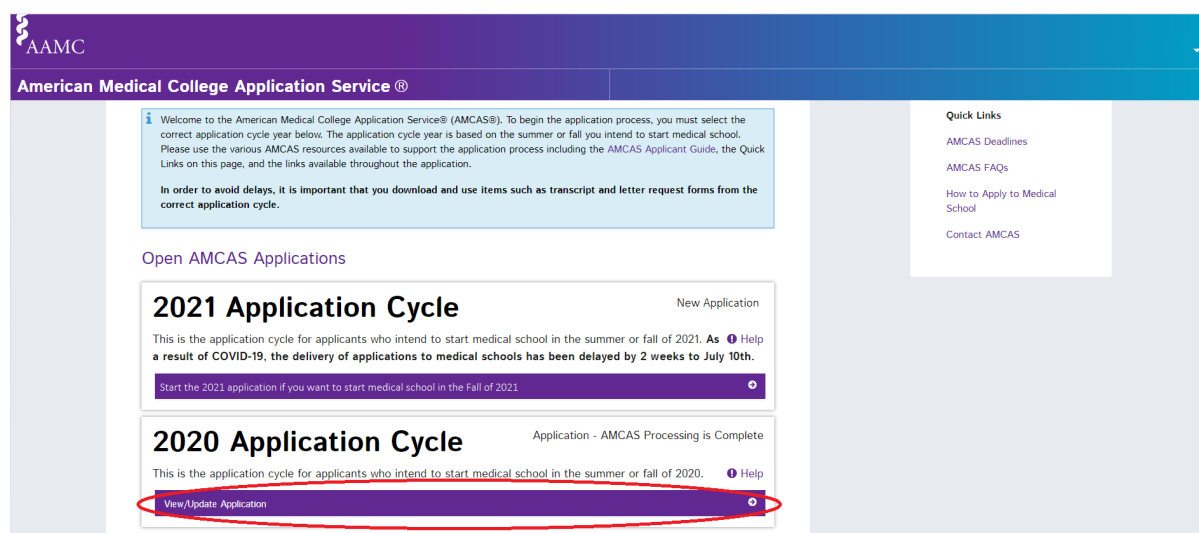 AAMC
American Medical College Application Service ®
Welcome to the American Medical College Application Service® (AMCAS®). To begin the application process, you must select the
correct application cycle year below. The application cycle year is based on the summer or fall you intend to start medical school.
Please use the various AMCAS resources available to support the application process including the AMCAS Applicant Guide, the Quick
Links on this page, and the links available throughout the application.
In order to avoid delays, it is important that you download and use items such as transcript and letter request forms from the
correct application cycle.
Quick Links
AMCAS Deadlines
AMCAS FAQs
How to Apply to Medical
School
Contact AMCAS
Open AMCAS Applications
2021 Application Cycle
New Application
This is the application cycle for applicants who intend to start medical school in the summer or fall of 2021. As
Help
a result of COVID-19, the delivery of applications to medical schools has been delayed by 2 weeks to July 10th.
Start the 2021 application if you want to start medical school in the Fall of 2021
2020 Application Cycle
Application - AMCAS Processing is Complete
This is the application cycle for applicants who intend to start medical school in the summer or fall of 2020.
Help
View/Update Application